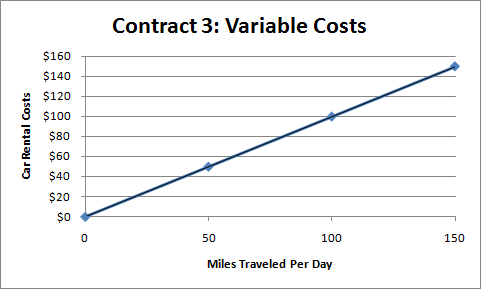 Contract 3: Variable Costs
$160
$140
$120
$100
$80
$60
$40
$20
$0
Car Rental Costs
0 50 100 150
Miles Traveled Per Day